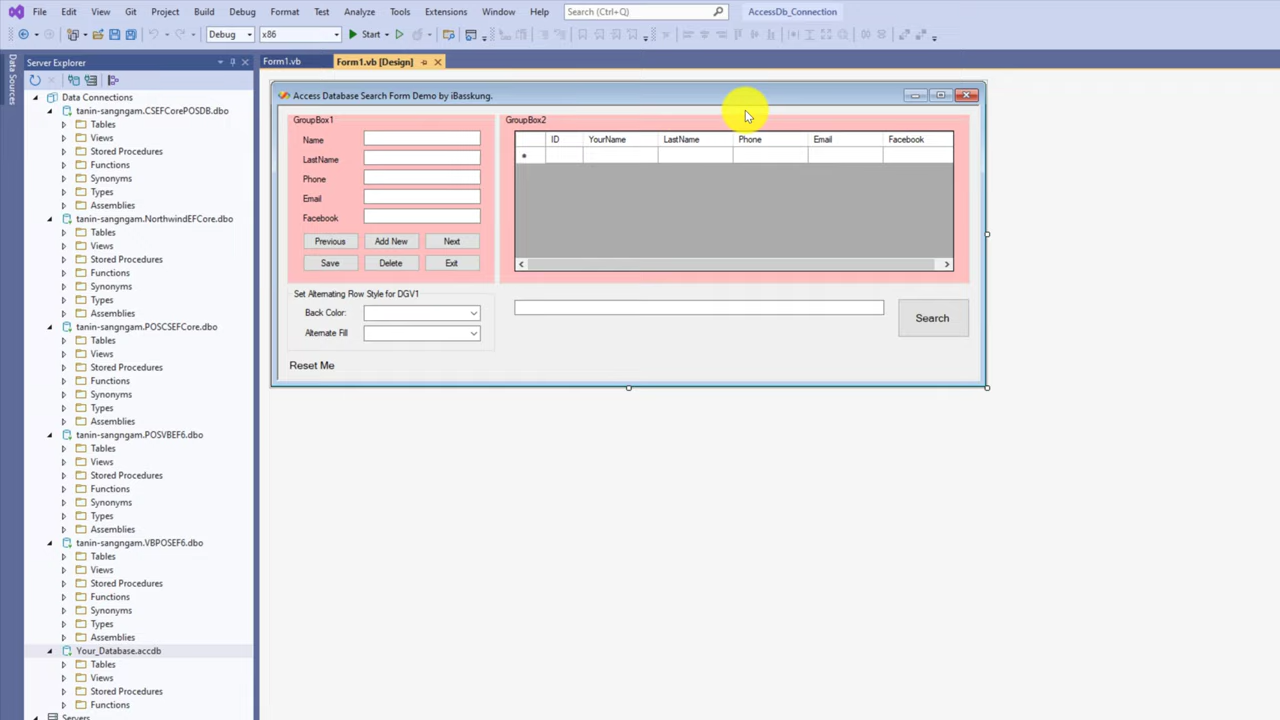 File Edit View Git Project Build Debug Format Test Analyze Tools Extensions Window Help Search (Ctrl+Q) AccessDb_Connection
Debug x86 Start
Data Sources
Server Explorer
Data Connections
tanin-sangngam.CSEFCorePOSDB.dbo
Tables
Views
Stored Procedures
Functions
Synonyms
Types
Assemblies
tanin-sangngam.NorthwindEFCore.dbo
Tables
Views
Stored Procedures
Functions
Synonyms
Types
Assemblies
tanin-sangngam.POSCSEFCore.dbo
Tables
Views
Stored Procedures
Functions
Synonyms
Types
Assemblies
tanin-sangngam.POSVBEF6.dbo
Tables
Views
Stored Procedures
Functions
Synonyms
Types
Assemblies
tanin-sangngam.VBPOSEF6.dbo
Tables
Views
Stored Procedures
Functions
Synonyms
Types
Assemblies
Your_Database.accdb
Tables
Views
Stored Procedures
Functions
Servers
Form1.vb Form1.vb [Design]
Access Database Search Form Demo by iBasskung.
GroupBox1
Name
LastName
Phone
Email
Facebook
Previous Add New Next
Save Delete Exit
GroupBox2
ID YourName LastName Phone Email Facebook
Set Alternating Row Style for DGV1
Back Color:
Alternate Fill
Search
Reset Me